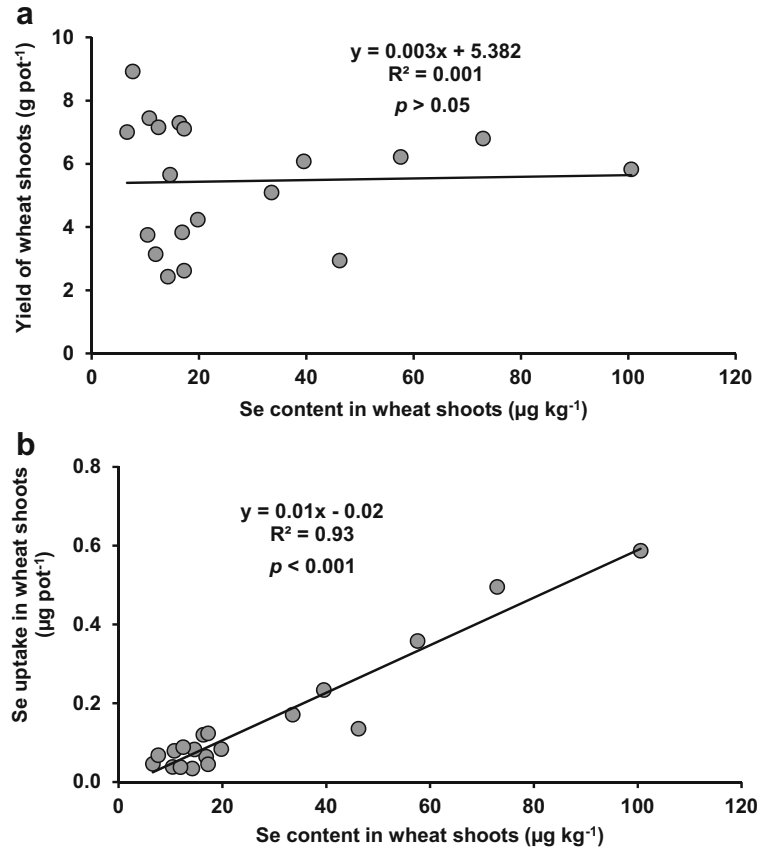 a
y = 0.003x + 5.382
R² = 0.001
p > 0.05
Yield of wheat shoots (g pot⁻¹)
10
8
6
4
2
0
0 20 40 60 80 100 120
Se content in wheat shoots (µg kg⁻¹)
b
y = 0.01x - 0.02
R² = 0.93
p < 0.001
Se uptake in wheat shoots
(µg pot⁻¹)
0.8
0.6
0.4
0.2
0.0
0 20 40 60 80 100 120
Se content in wheat shoots (µg kg⁻¹)